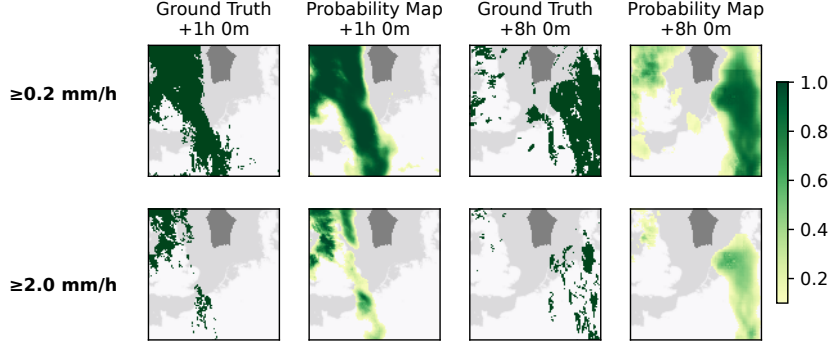 Ground Truth
+1h 0m
Probability Map
+1h 0m
Ground Truth
+8h 0m
Probability Map
+8h 0m
≥0.2 mm/h
≥2.0 mm/h
1.0
0.8
0.6
0.4
0.2